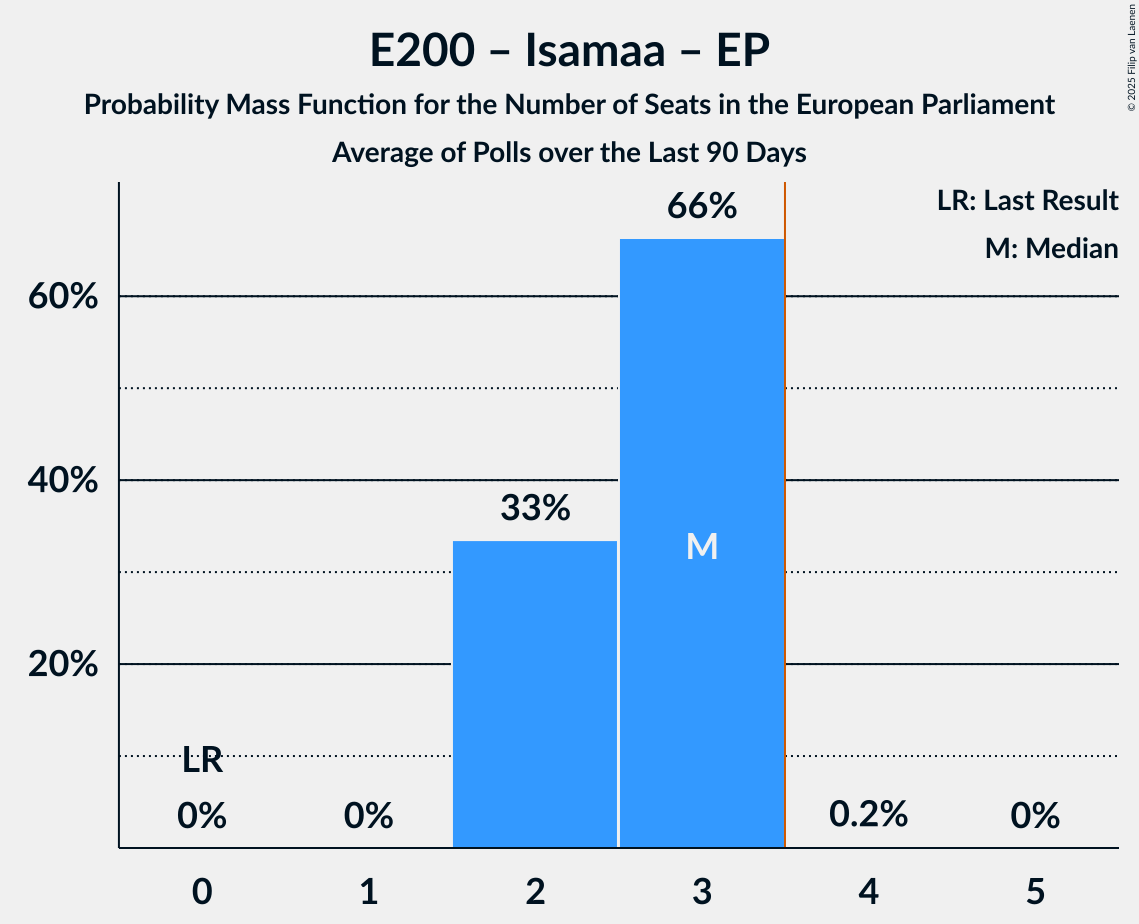 E200 – Isamaa – EP
Probability Mass Function for the Number of Seats in the European Parliament
Average of Polls over the Last 90 Days
© 2025 Filip van Laenen
LR: Last Result
M: Median
66%
60%
40%
33%
M
20%
LR
0%
0%
0.2%
0%
0
1
2
3
4
5